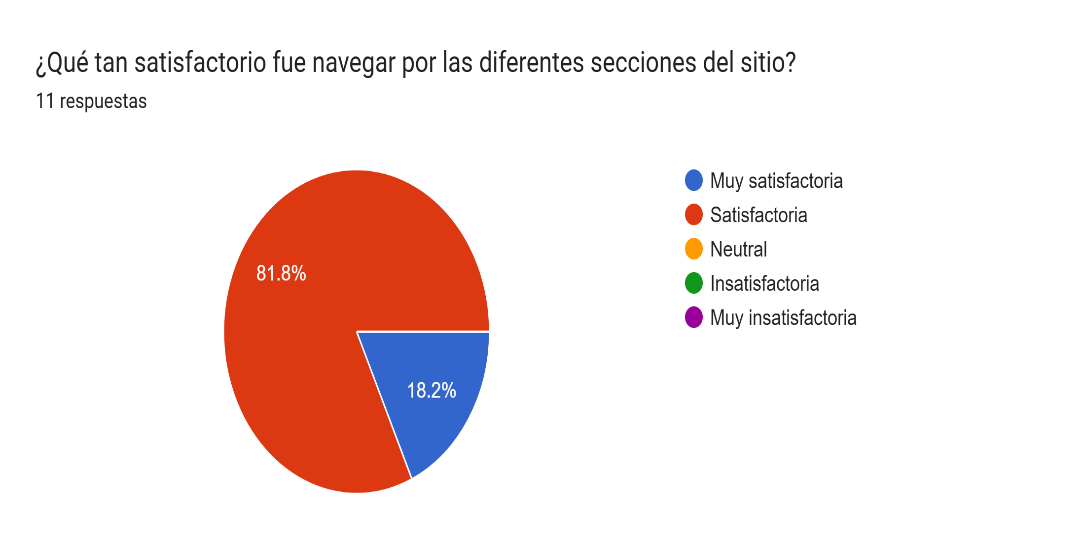 ¿Qué tan satisfactorio fue navegar por las diferentes secciones del sitio?
11 respuestas
Muy satisfactoria
Satisfactoria
Neutral
Insatisfactoria
Muy insatisfactoria
81.8%
18.2%